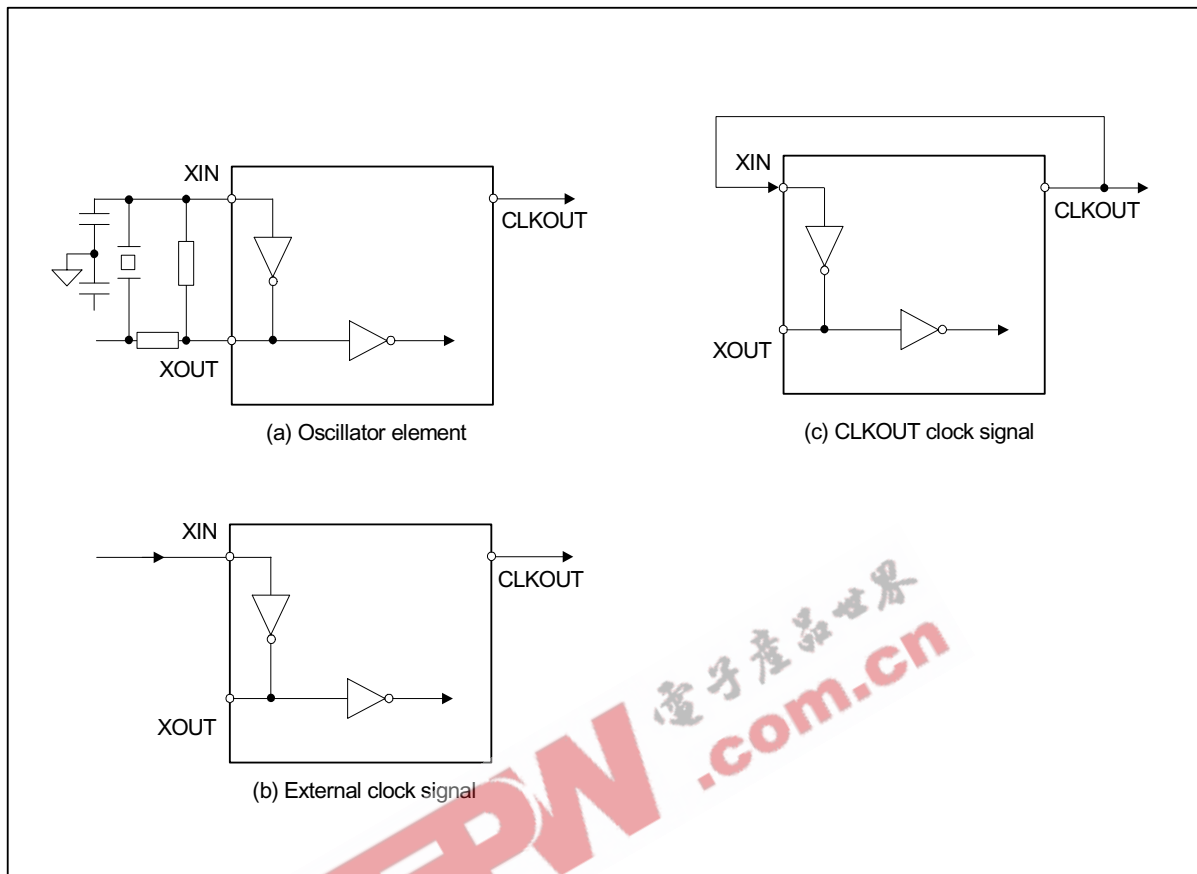 XIN
CLKOUT
XOUT
(a) Oscillator element
XIN
CLKOUT
XOUT
(c) CLKOUT clock signal
XIN
CLKOUT
XOUT
(b) External clock signal
電子產品世界
.com.cn